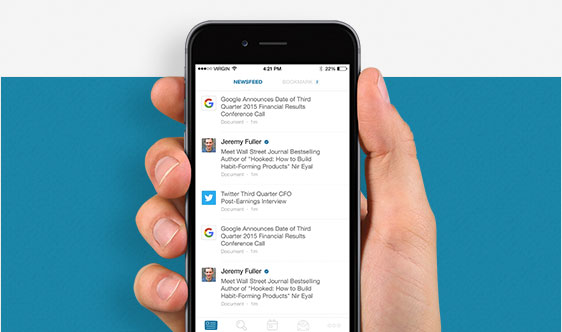 VIRGIN 4:21 PM 22%
NEWSFEED BOOKMARK
Google Announces Date of Third
Quarter 2015 Financial Results
Conference Call
Document · 1m
Jeremy Fuller
Meet Wall Street Journal Bestselling
Author of "Hooked: How to Build
Habit-Forming Products" Nir Eyal
Document · 1m
Twitter Third Quarter CFO
Post-Earnings Interview
Document · 1m
Google Announces Date of Third
Quarter 2015 Financial Results
Conference Call
Document · 1m
Jeremy Fuller
Meet Wall Street Journal Bestselling
Author of "Hooked: How to Build
Habit-Forming Products" Nir Eyal
Document · 1m